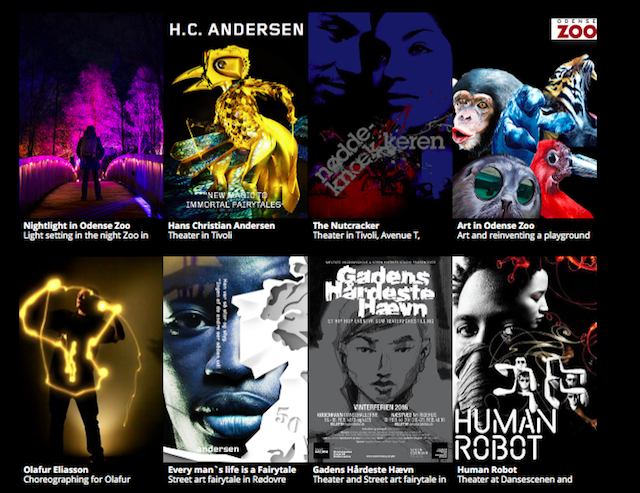 H.C. ANDERSEN
NEW MAGIC TO
IMMORTAL FAIRYTALES
nødde
knækkeren
ODENSE
ZOO
Nightlight in Odense Zoo
Light setting in the night Zoo in
Hans Christian Andersen
Theater in Tivoli
The Nutcracker
Theater in Tivoli, Avenue T,
Art in Odense Zoo
Art and reinventing a playground
andersen
Gadens
Hårdeste
Hævn
VINTERFERIEN 2016
HUMAN
ROBOT
Olafur Eliasson
Choreographing for Olafur
Every man`s life is a Fairytale
Street art fairytale in Rødovre
Gadens Hårdeste Hævn
Theater and Street art fairytale in
Human Robot
Theater at Dansescenen and